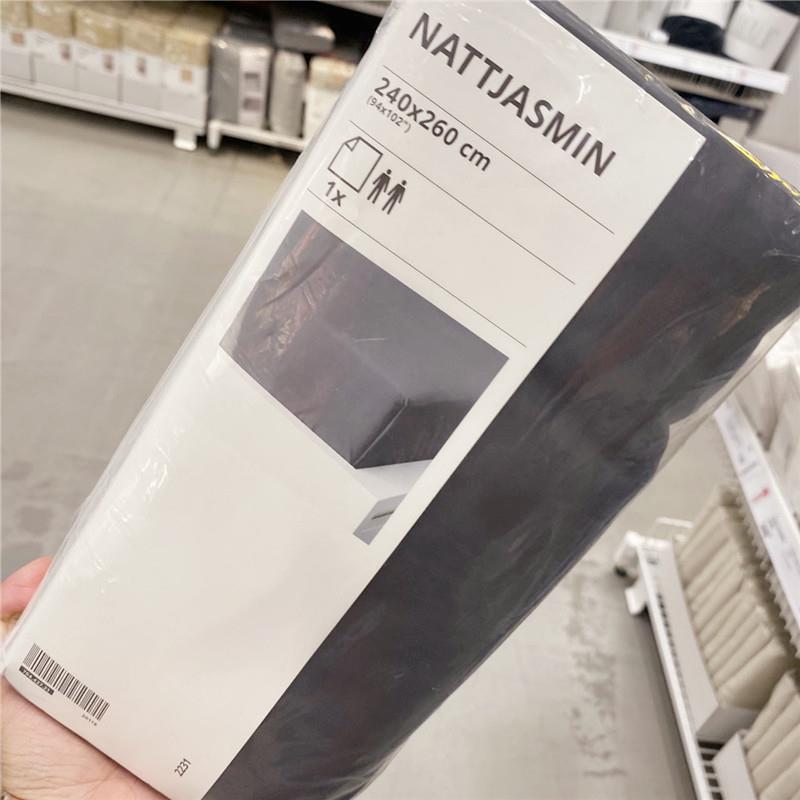 NATTJASMIN
240x260 cm
(94x102")
1x
2231